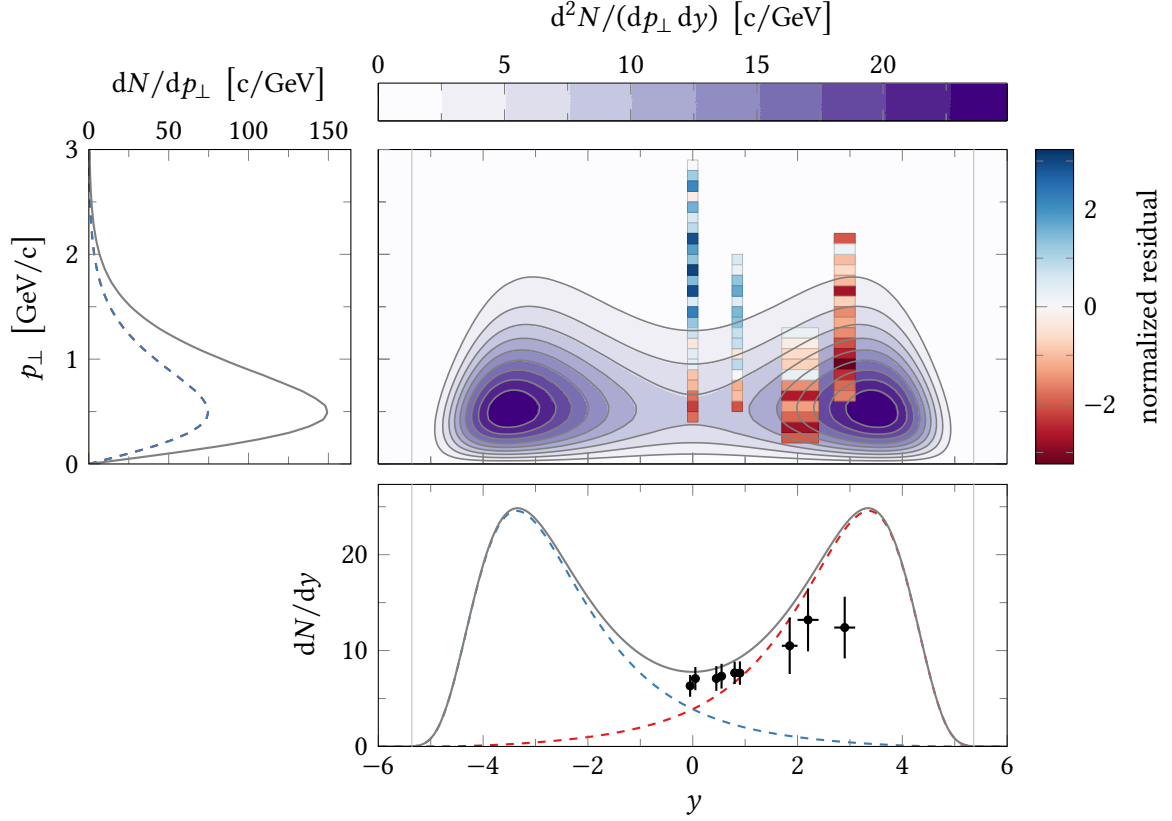 d²N/(dp⊥ dy) [c/GeV]
0 5 10 15 20
dN/dp⊥ [c/GeV]
0 50 100 150
3
2
1
0
p⊥ [GeV/c]
2
0
−2
normalized residual
20
10
0
dN/dy
−6 −4 −2 0 2 4 6
y